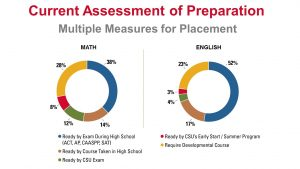 Current Assessment of Preparation
Multiple Measures for Placement
MATH
ENGLISH
28%
38%
8%
12%
14%
23%
52%
3%
4%
17%
Ready by Exam During High School
(ACT, AP, CAASPP, SAT)
Ready by Course Taken in High School
Ready by CSU Exam
Ready by CSU's Early Start / Summer Program
Require Developmental Course